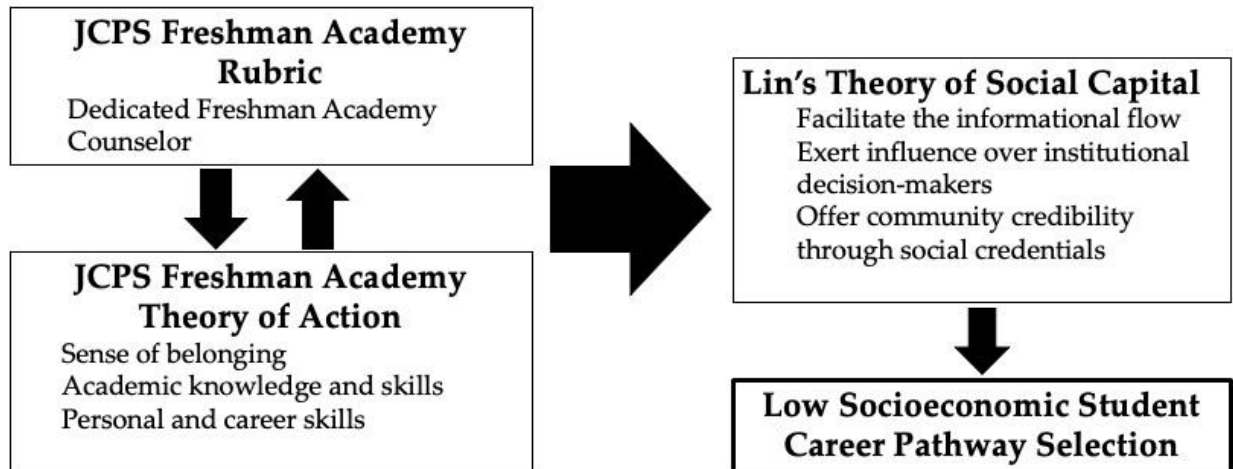 JCPS Freshman Academy
Rubric
Dedicated Freshman Academy
Counselor
JCPS Freshman Academy
Theory of Action
Sense of belonging
Academic knowledge and skills
Personal and career skills
Lin's Theory of Social Capital
Facilitate the informational flow
Exert influence over institutional
decision-makers
Offer community credibility
through social credentials
Low Socioeconomic Student
Career Pathway Selection